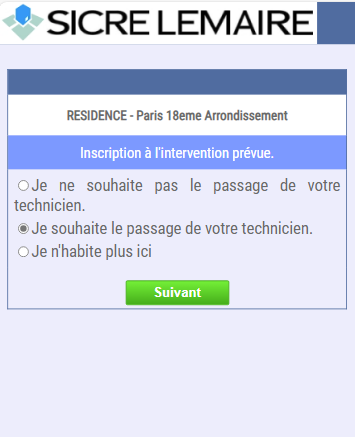 SICRE LEMAIRE
RESIDENCE - Paris 18eme Arrondissement
Inscription à l'intervention prévue.
Je ne souhaite pas le passage de votre
technicien.
Je souhaite le passage de votre technicien.
Je n'habite plus ici
Suivant